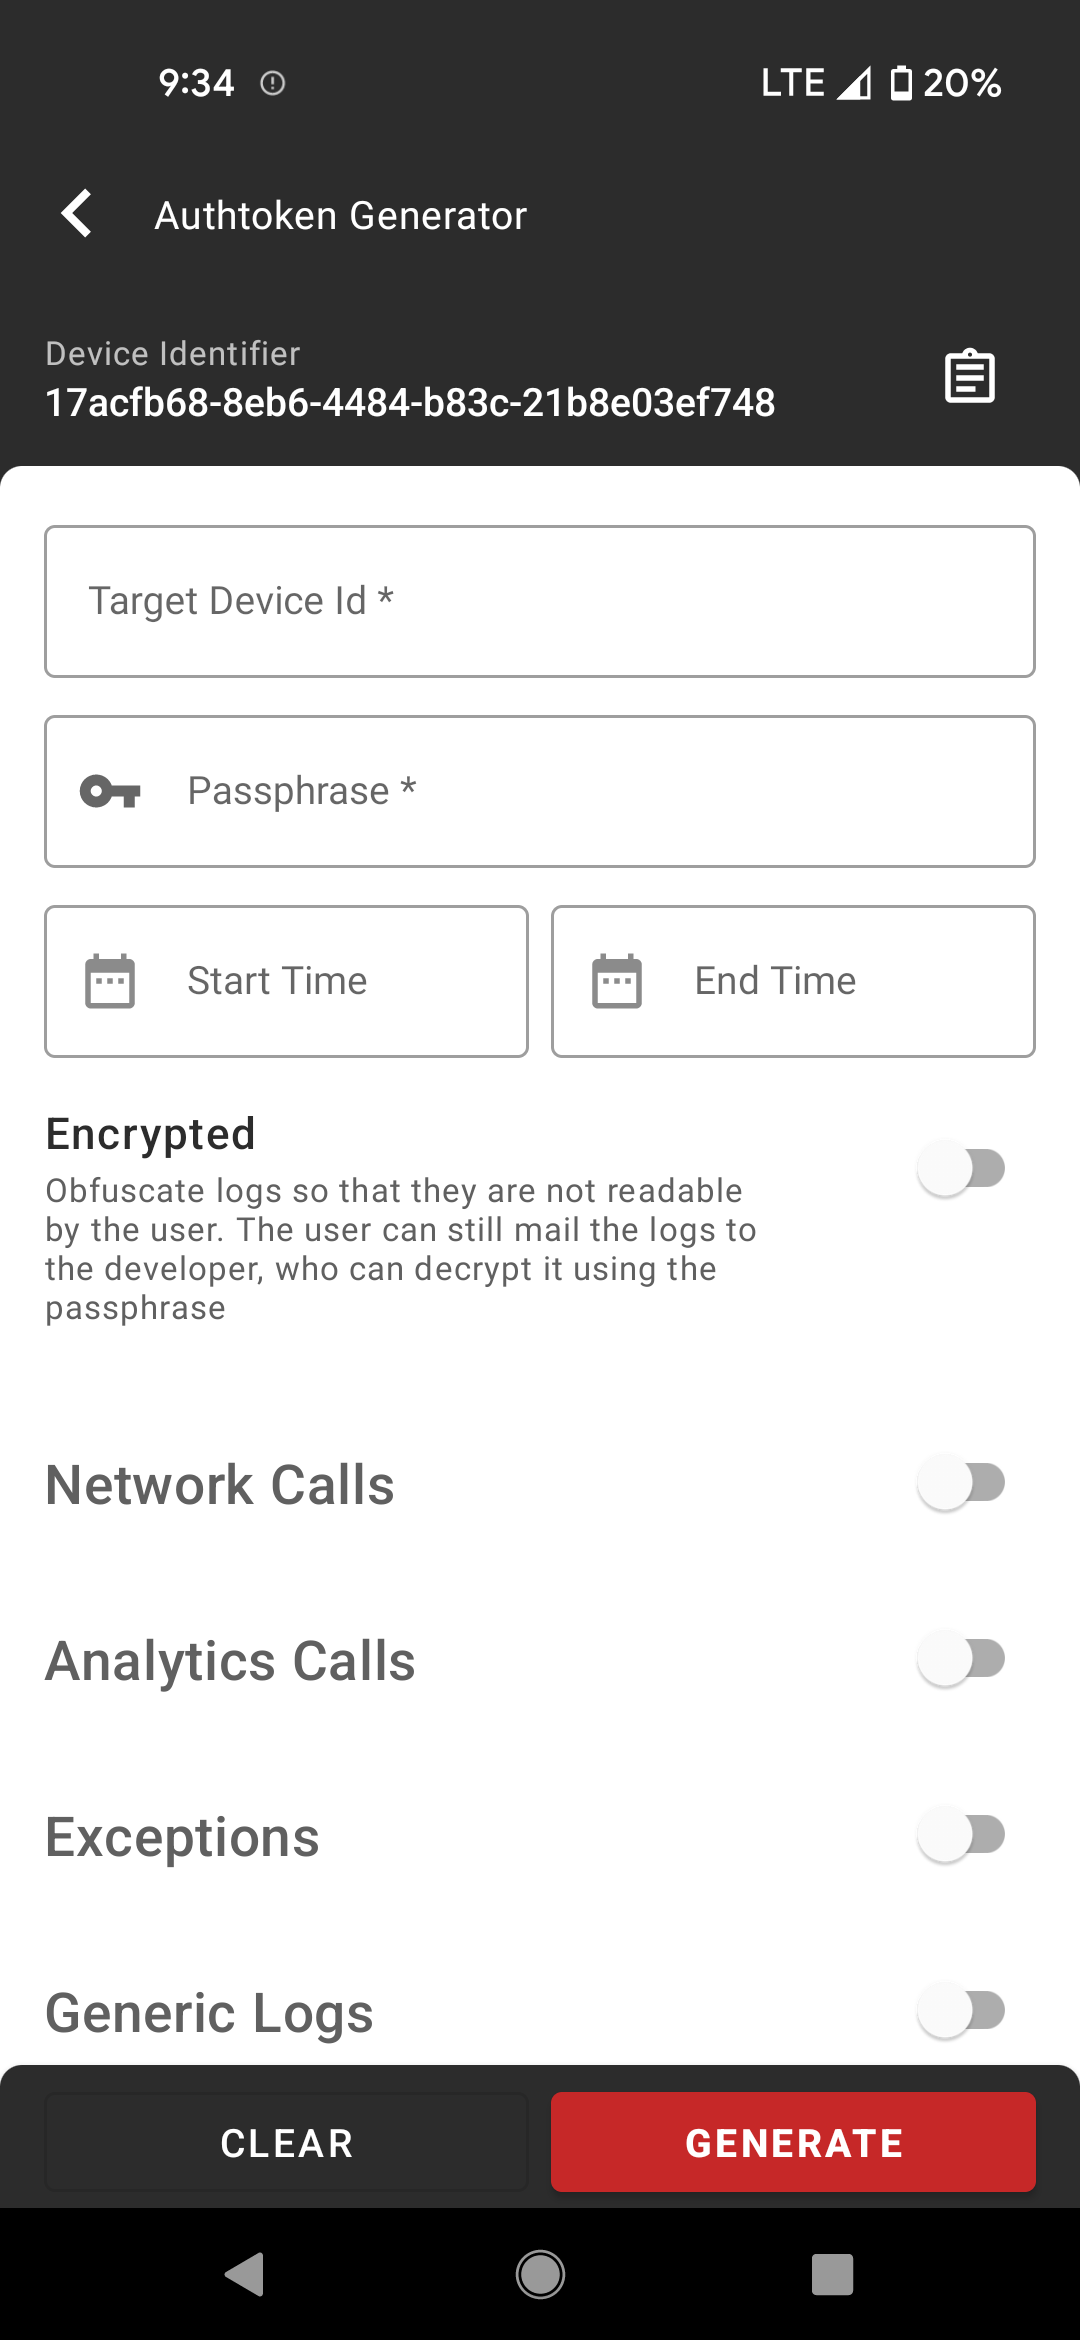 9:34
LTE 20%
Authtoken Generator
Device Identifier
17acfb68-8eb6-4484-b83c-21b8e03ef748
Target Device Id *
Passphrase *
Start Time
End Time
Encrypted
Obfuscate logs so that they are not readable
by the user. The user can still mail the logs to
the developer, who can decrypt it using the
passphrase
Network Calls
Analytics Calls
Exceptions
Generic Logs
CLEAR
GENERATE